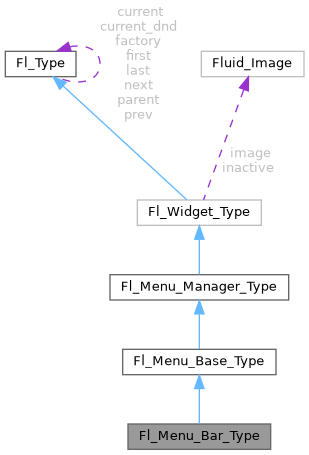 current
current_dnd
factory
first
last
next
parent
prev
Fl_Type
Fluid_Image
image
inactive
Fl_Widget_Type
Fl_Menu_Manager_Type
Fl_Menu_Base_Type
Fl_Menu_Bar_Type